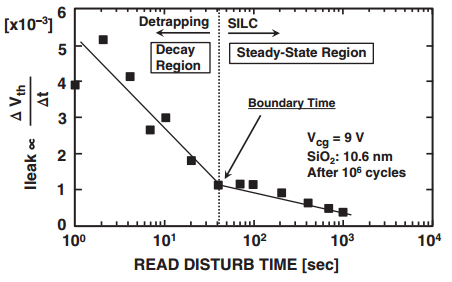 [x10⁻³]
6
5
4
3
2
1
0
Ileak ∝ Δ Vth / Δt
Detrapping
SILC
Decay
Region
Steady-State Region
Boundary Time
Vcg = 9 V
SiO₂: 10.6 nm
After 10⁶ cycles
10⁰
10¹
10²
10³
10⁴
READ DISTURB TIME [sec]